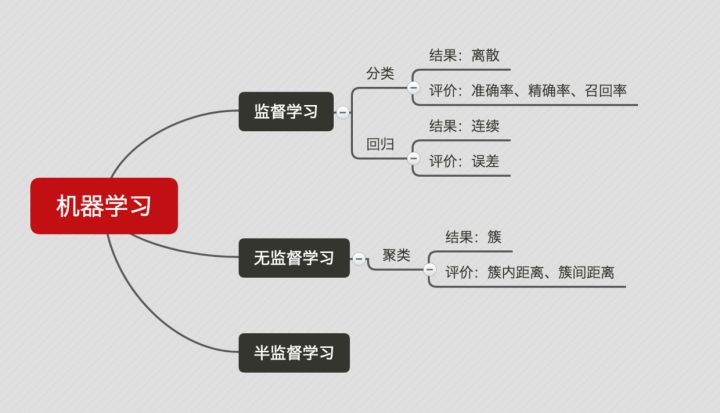 机器学习
监督学习
分类
结果：离散
评价：准确率、精确率、召回率
回归
结果：连续
评价：误差
无监督学习
聚类
结果：簇
评价：簇内距离、簇间距离
半监督学习